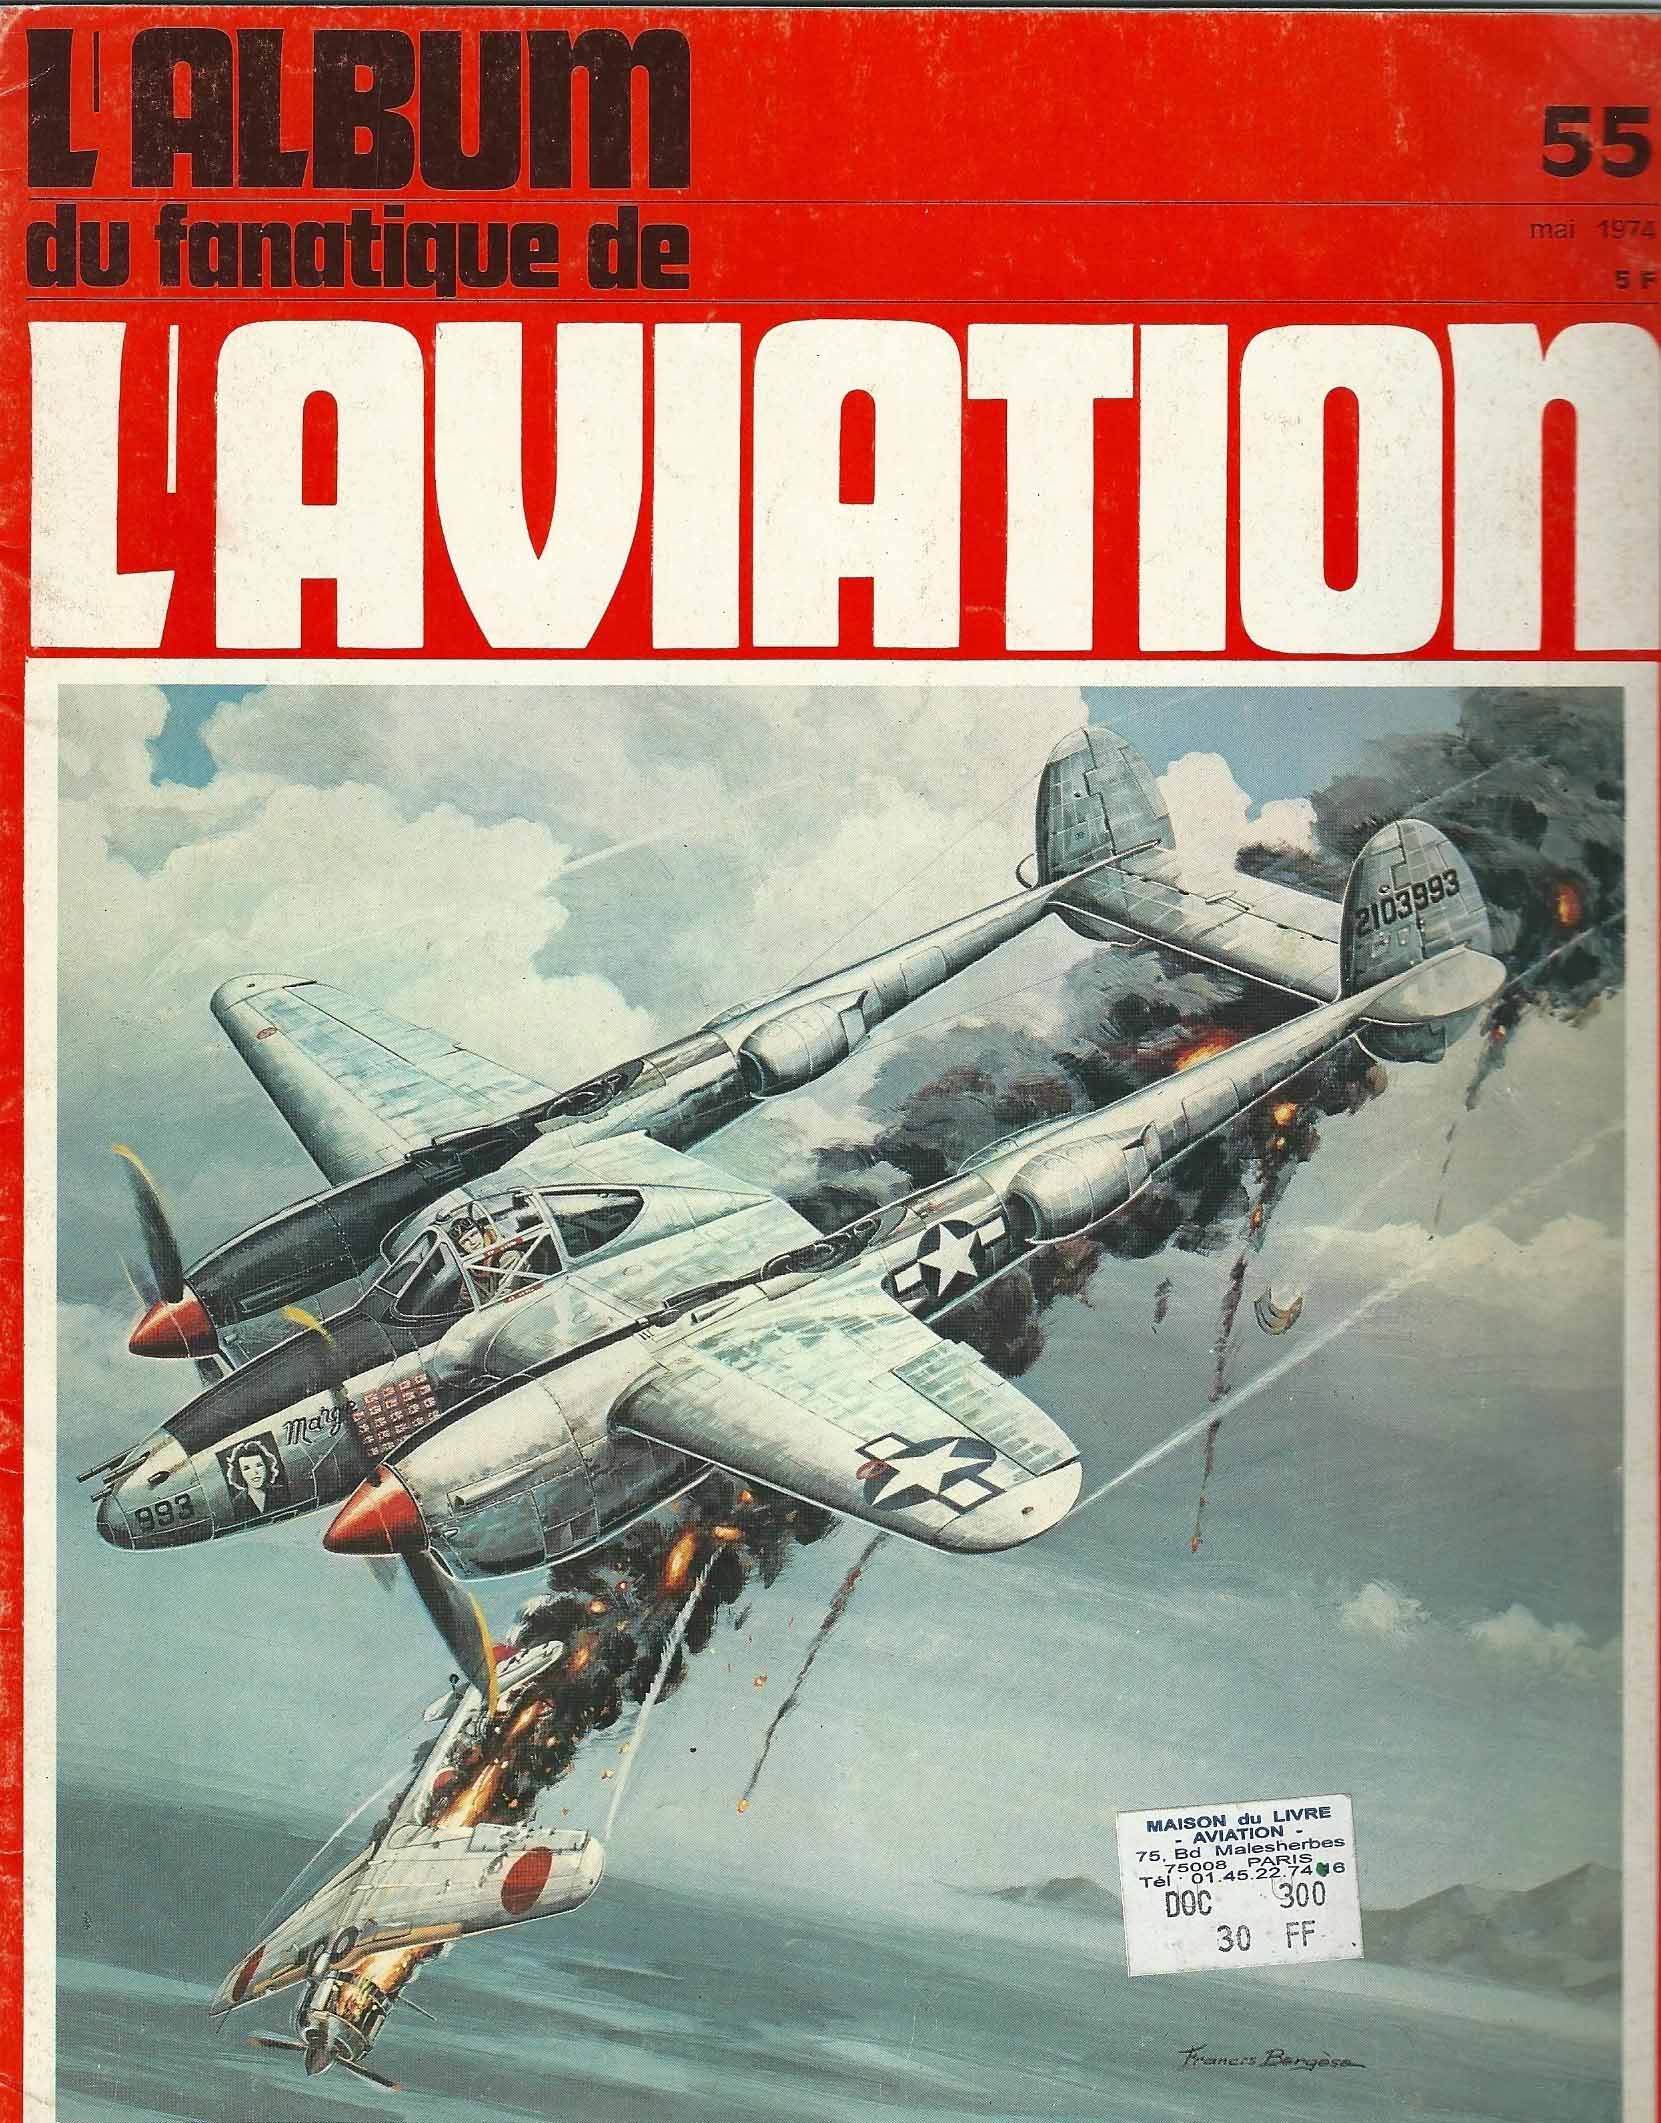 L'ALBUM
55
du fanatique de
mai 1974
5 F
L'AVIATION
2103993
Marge
993
MAISON du LIVRE
- AVIATION -
75, Bd Malesherbes
75008 PARIS
Tél : 01.45.22.74.16
DOC 300
30 FF
Francis Bergèse